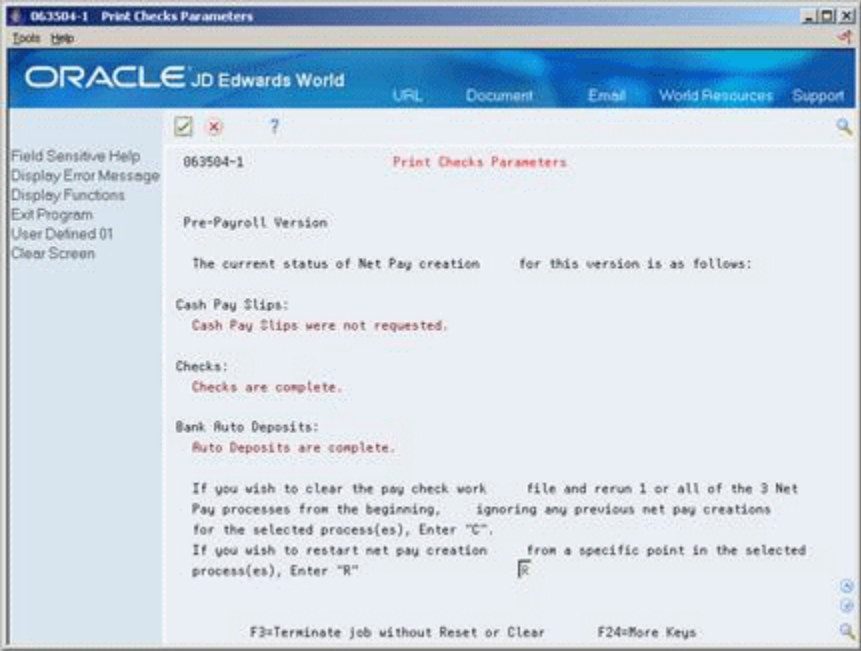 063504-1 Print Checks Parameters
Tools Help
ORACLE JD Edwards World
URL Document Email World Resources Support
Field Sensitive Help
Display Error Message
Display Functions
Exit Program
User Defined 01
Clear Screen
?
063504-1 Print Checks Parameters
Pre-Payroll Version
The current status of Net Pay creation for this version is as follows:
Cash Pay Slips:
Cash Pay Slips were not requested.
Checks:
Checks are complete.
Bank Auto Deposits:
Auto Deposits are complete.
If you wish to clear the pay check work file and rerun 1 or all of the 3 Net
Pay processes from the beginning, ignoring any previous net pay creations
for the selected process(es), Enter "C".
If you wish to restart net pay creation from a specific point in the selected
process(es), Enter "R" R
F3=Terminate job without Reset or Clear F24=More Keys